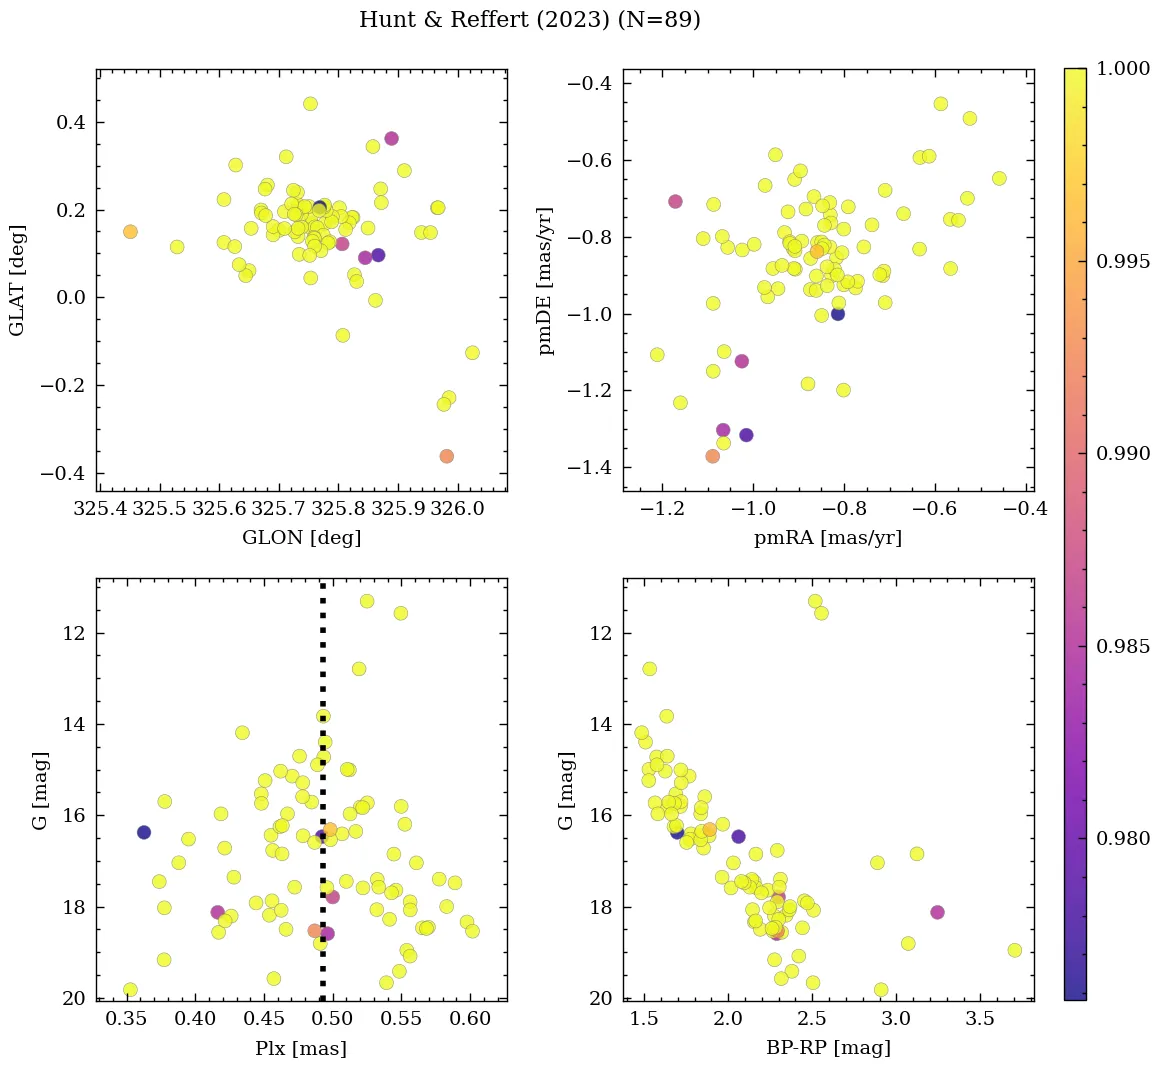 Hunt & Reffert (2023) (N=89)
0.4
0.2
0.0
−0.2
−0.4
GLAT [deg]
325.4 325.5 325.6 325.7 325.8 325.9 326.0
GLON [deg]
−0.4
−0.6
−0.8
−1.0
−1.2
−1.4
pmDE [mas/yr]
−1.2 −1.0 −0.8 −0.6 −0.4
pmRA [mas/yr]
12
14
16
18
20
G [mag]
0.35 0.40 0.45 0.50 0.55 0.60
Plx [mas]
12
14
16
18
20
G [mag]
1.5 2.0 2.5 3.0 3.5
BP-RP [mag]
1.000
0.995
0.990
0.985
0.980